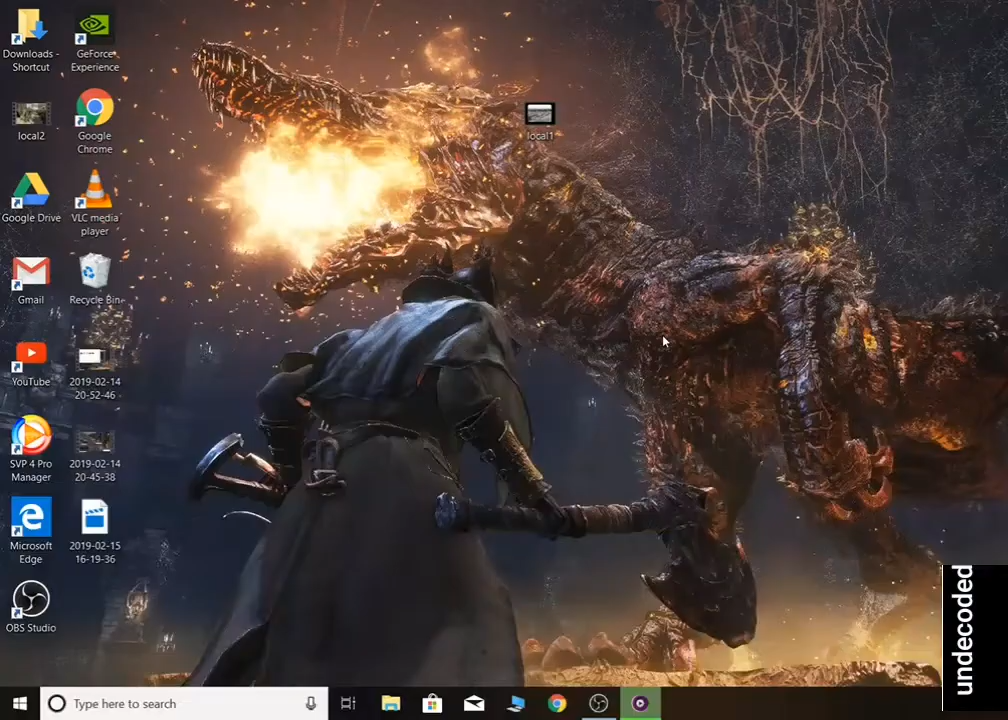 Downloads -
Shortcut
GeForce
Experience
local2
Google
Chrome
local1
Google Drive
VLC media
player
Gmail
Recycle Bin
YouTube
2019-02-14
20-52-46
SVP 4 Pro
Manager
2019-02-14
20-45-38
Microsoft
Edge
2019-02-15
16-19-36
OBS Studio
undecoded
Type here to search